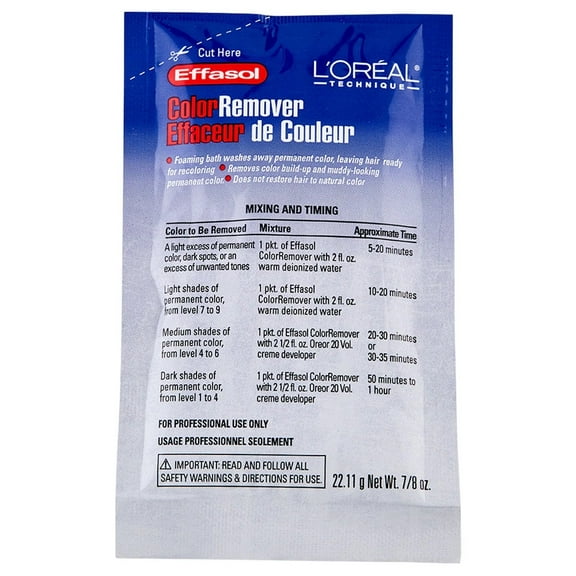 Cut Here
Effasol
L'ORÉAL
TECHNIQUE
ColorRemover
Effaceur de Couleur
• Foaming bath washes away permanent color, leaving hair ready
for recoloring • Removes color build-up and muddy-looking
permanent color. • Does not restore hair to natural color
MIXING AND TIMING
Color to Be Removed Mixture Approximate Time
A light excess of permanent 1 pkt. of Effasol 5-20 minutes
color, dark spots, or an ColorRemover with 2 fl. oz.
excess of unwanted tones warm deionized water
Light shades of 1 pkt. of Effasol 10-20 minutes
permanent color, ColorRemover with 2 fl. oz.
from level 7 to 9 warm deionized water
Medium shades of 1 pkt. of Effasol ColorRemover 20-30 minutes
permanent color, with 2 1/2 fl. oz. Oreor 20 Vol. or
from level 4 to 6 creme developer 30-35 minutes
Dark shades of 1 pkt. of Effasol ColorRemover 50 minutes to
permanent color, with 2 1/2 fl. oz. Oreor 20 Vol. 1 hour
from level 1 to 4 creme developer
FOR PROFESSIONAL USE ONLY
USAGE PROFESSIONNEL SEOLEMENT
IMPORTANT: READ AND FOLLOW ALL
SAFETY WARNINGS & DIRECTIONS FOR USE.
22.11 g Net Wt. 7/8 oz.